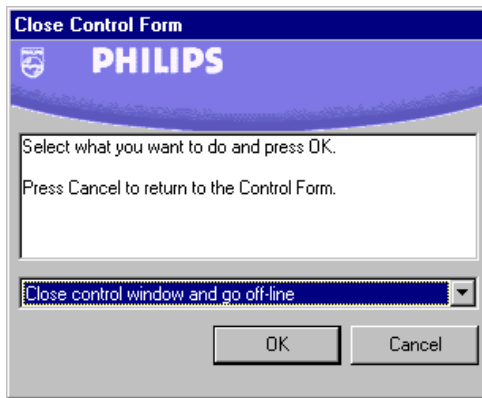 Close Control Form
PHILIPS
Select what you want to do and press OK.
Press Cancel to return to the Control Form.
Close control window and go off-line
OK
Cancel